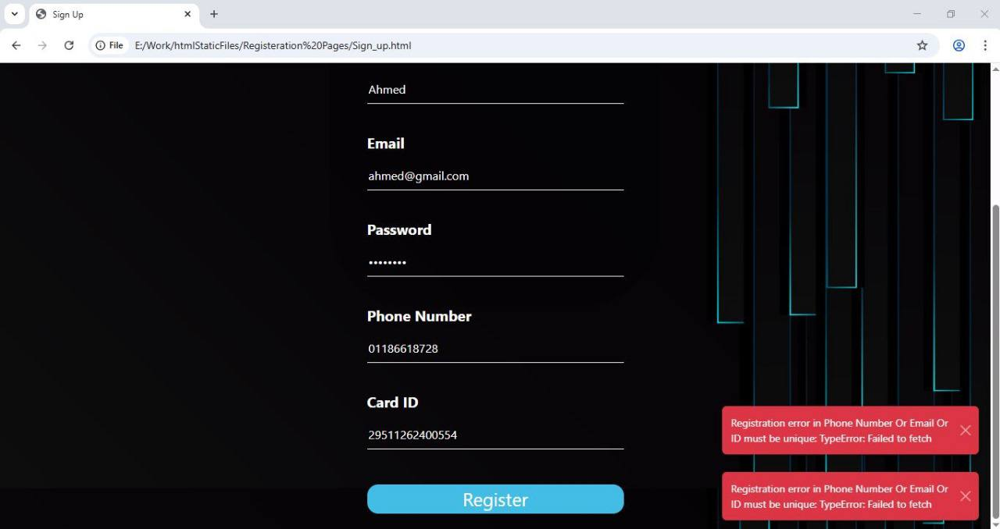 Sign Up
File
E:/Work/htmlStaticFiles/Registeration%20Pages/Sign_up.html
Ahmed
Email
ahmed@gmail.com
Password
••••••••
Phone Number
01186618728
Card ID
29511262400554
Register
Registration error in Phone Number Or Email Or
ID must be unique: TypeError: Failed to fetch
Registration error in Phone Number Or Email Or
ID must be unique: TypeError: Failed to fetch